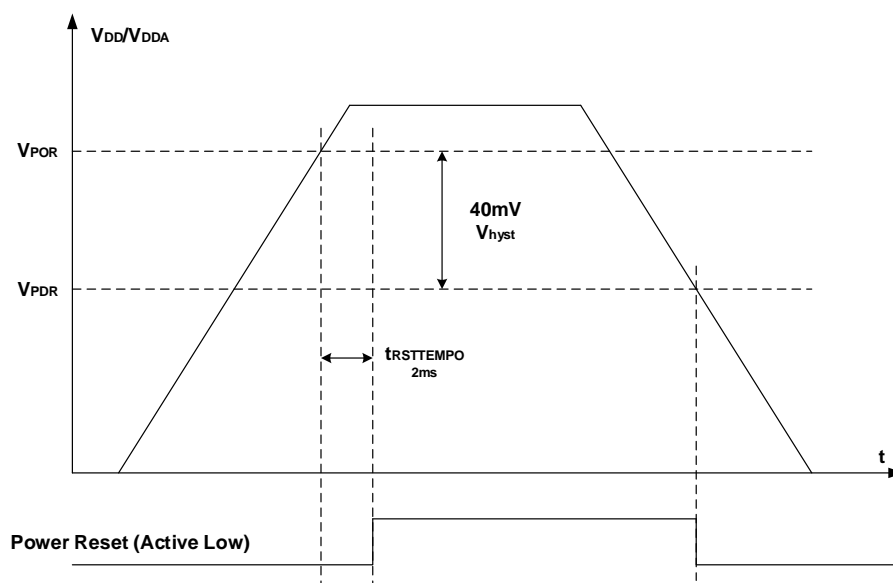 VDD/VDDA
VPOR
40mV
Vhyst
VPDR
tRSTTEMPO
2ms
t
Power Reset (Active Low)